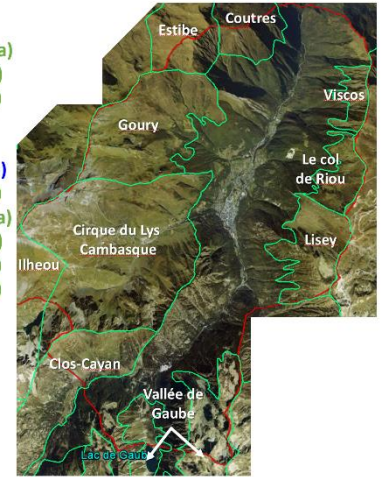 Coutres
Estibe
a)
)
)
Viscos
Goury
)
a)
)
)
Le col
de Riou
Cirque du Lys
Cambasque
Lisey
Ilheou
Clos-Cayan
Vallée de
Gaube
Lac de Gaub